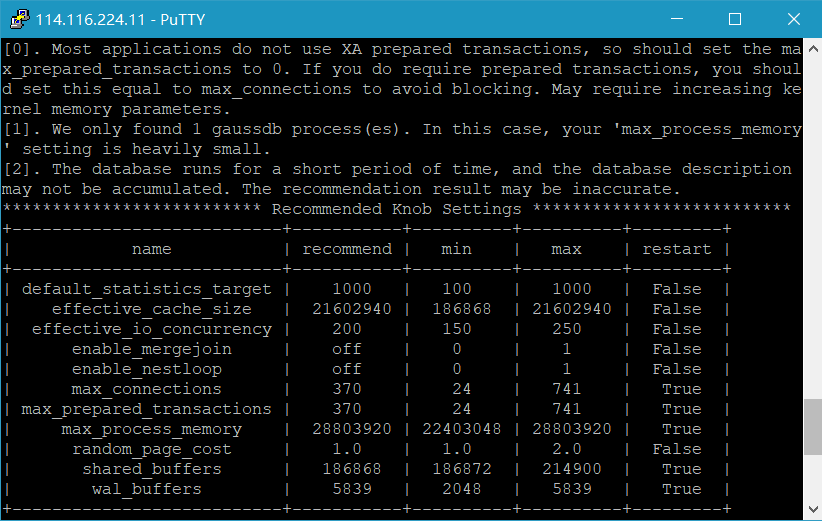 114.116.224.11 - PuTTY
[0]. Most applications do not use XA prepared transactions, so should set the ma
x_prepared_transactions to 0. If you do require prepared transactions, you shoul
d set this equal to max_connections to avoid blocking. May require increasing ke
rnel memory parameters.
[1]. We only found 1 gaussdb process(es). In this case, your 'max_process_memory
' setting is heavily small.
[2]. The database runs for a short period of time, and the database description
may not be accumulated. The recommendation result may be inaccurate.
************************** Recommended Knob Settings **************************
+---------------------------+-----------+----------+----------+---------+
|            name           | recommend |   min    |   max    | restart |
+---------------------------+-----------+----------+----------+---------+
| default_statistics_target |    1000   |   100    |   1000   |  False  |
|    effective_cache_size   |  21602940 |  186868  | 21602940 |  False  |
|  effective_io_concurrency |    200    |   150    |   250    |  False  |
|      enable_mergejoin     |    off    |    0     |    1     |  False  |
|      enable_nestloop      |    off    |    0     |    1     |  False  |
|      max_connections      |    370    |    24    |   741    |   True  |
| max_prepared_transactions |    370    |    24    |   741    |   True  |
|     max_process_memory    |  28803920 | 22403048 | 28803920 |   True  |
|      random_page_cost     |    1.0    |   1.0    |   2.0    |  False  |
|       shared_buffers      |   186868  |  186872  |  214900  |   True  |
|        wal_buffers        |    5839   |   2048   |   5839   |   True  |
+---------------------------+-----------+----------+----------+---------+